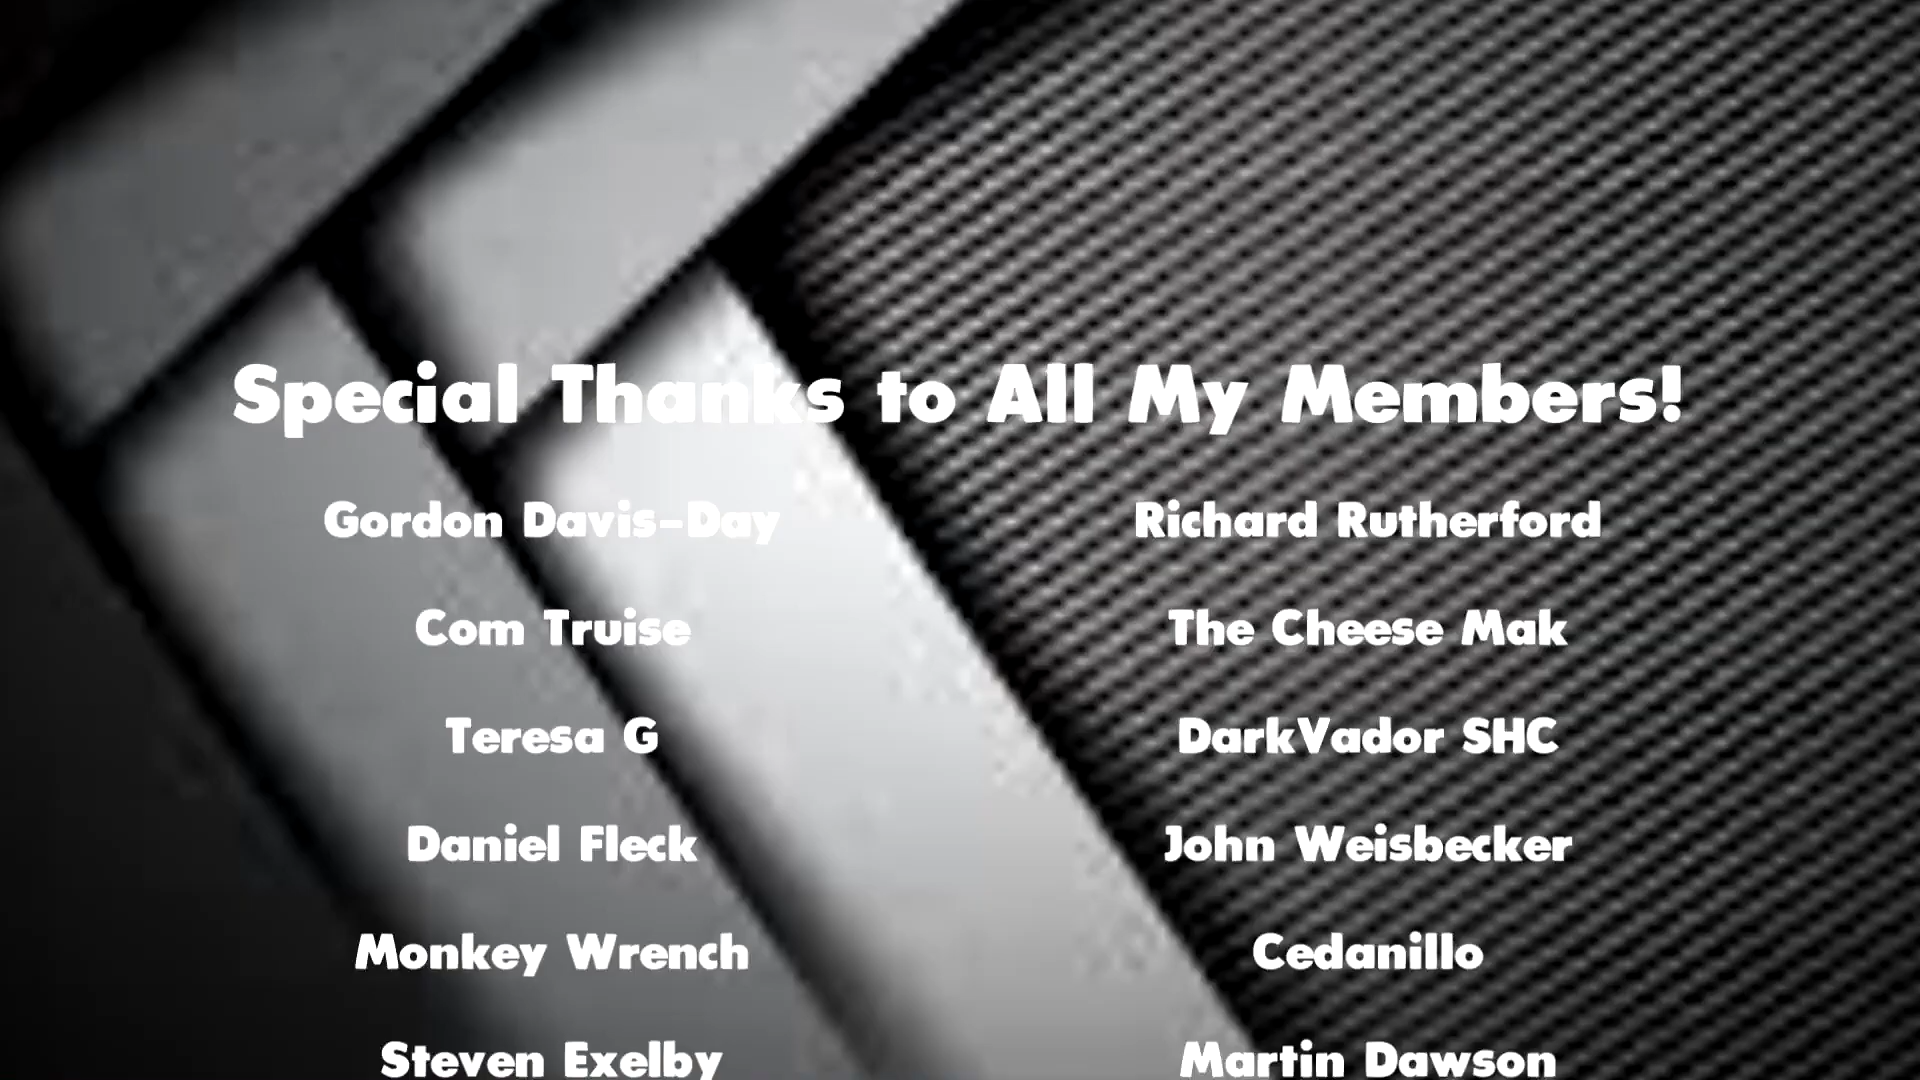 Special Thanks to All My Members!
Gordon Davis-Day
Richard Rutherford
Com Truise
The Cheese Mak
Teresa G
DarkVador SHC
Daniel Fleck
John Weisbecker
Monkey Wrench
Cedanillo
Steven Exelby
Martin Dawson